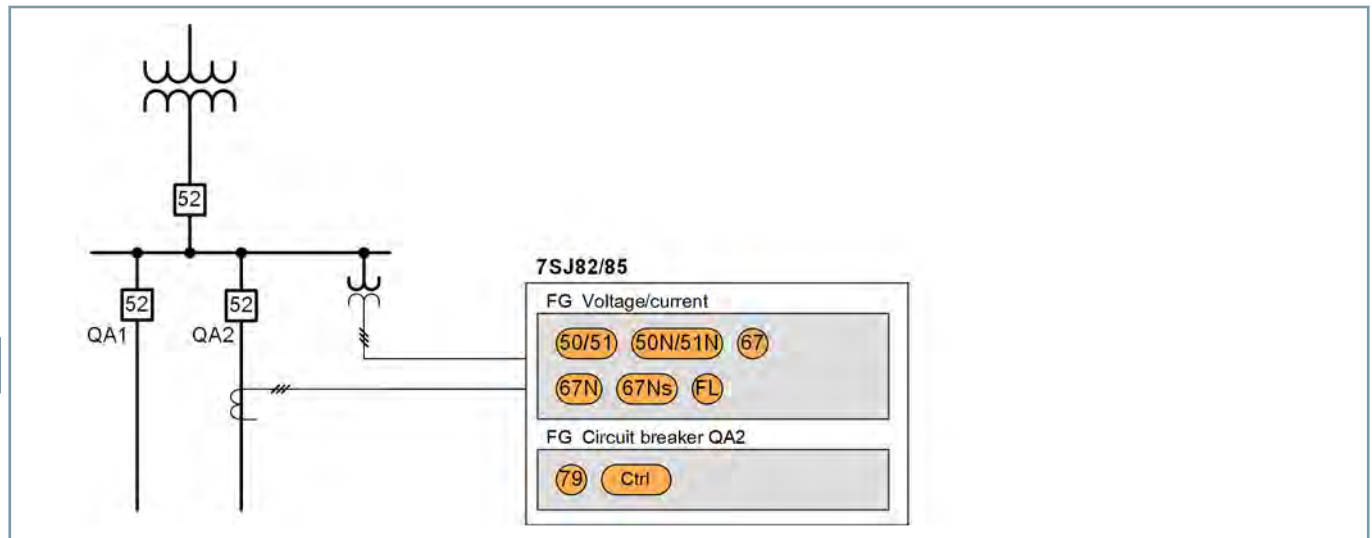 52
52
52
QA1
QA2
7SJ82/85
FG Voltage/current
50/51 50N/51N 67
67N 67Ns FL
FG Circuit breaker QA2
79 Ctrl